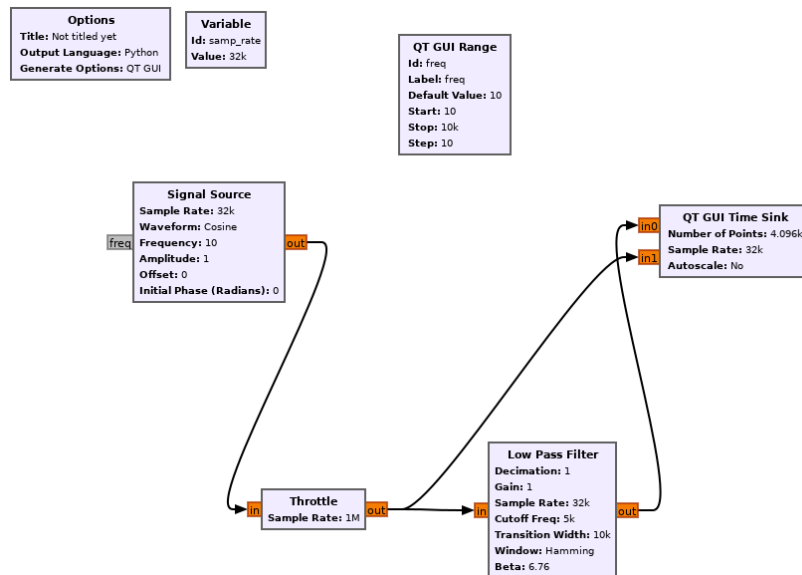 Options
Title: Not titled yet
Output Language: Python
Generate Options: QT GUI
Variable
Id: samp_rate
Value: 32k
QT GUI Range
Id: freq
Label: freq
Default Value: 10
Start: 10
Stop: 10k
Step: 10
Signal Source
Sample Rate: 32k
Waveform: Cosine
freq
Frequency: 10
out
Amplitude: 1
Offset: 0
Initial Phase (Radians): 0
QT GUI Time Sink
in0
Number of Points: 4.096k
Sample Rate: 32k
in1
Autoscale: No
Low Pass Filter
Decimation: 1
Gain: 1
in
Sample Rate: 32k
out
Cutoff Freq: 5k
Transition Width: 10k
Window: Hamming
Beta: 6.76
in
Throttle
out
Sample Rate: 1M